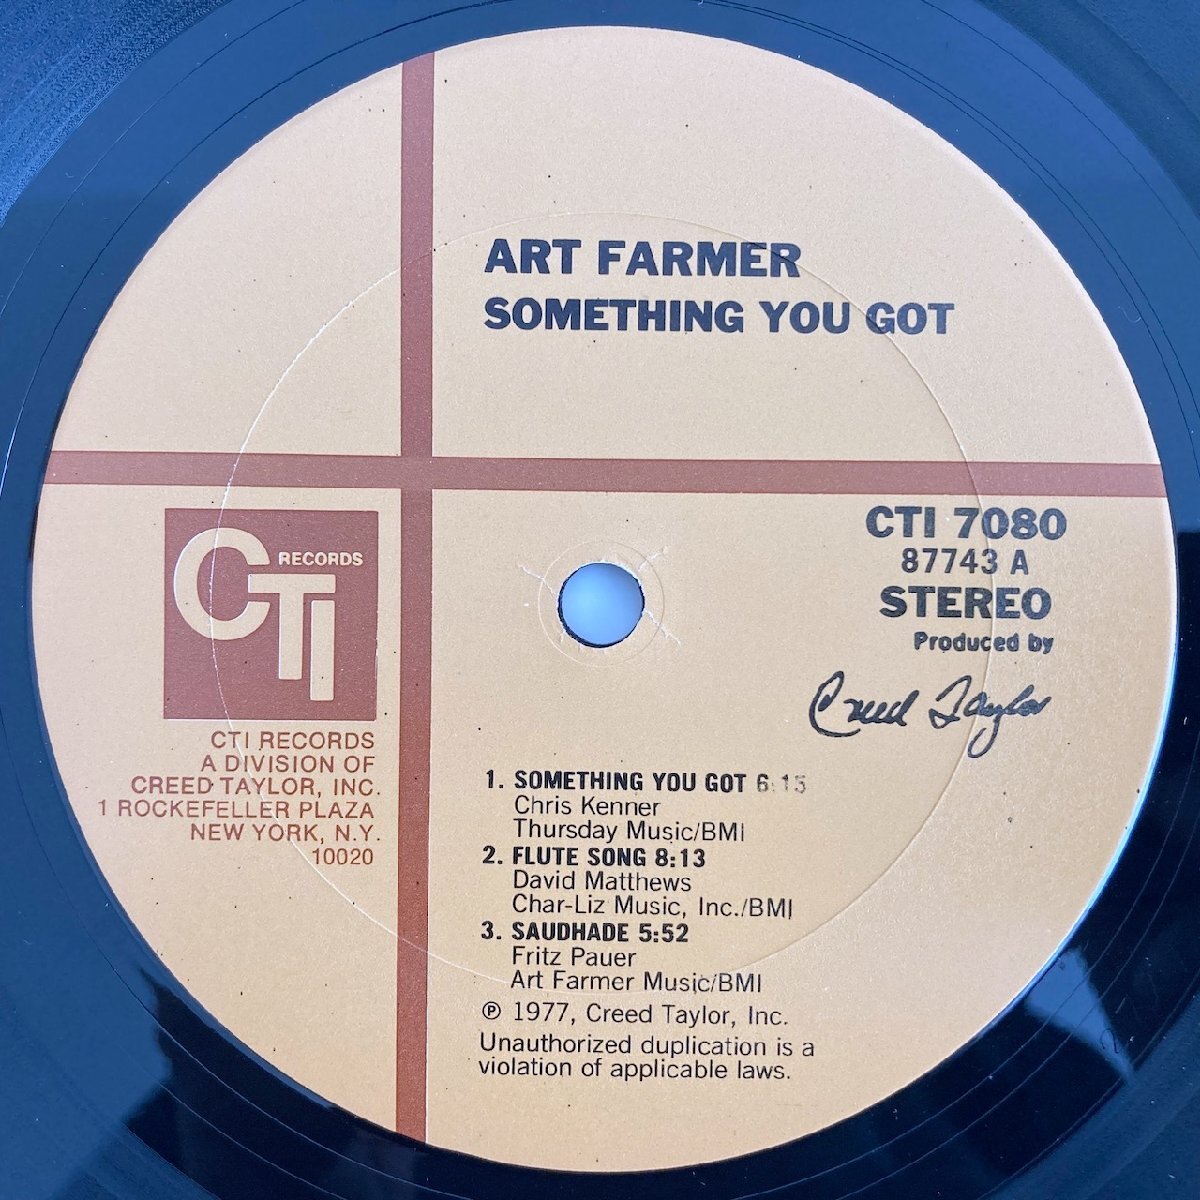 ART FARMER
SOMETHING YOU GOT
CTI RECORDS
CTI RECORDS
A DIVISION OF
CREED TAYLOR, INC.
1 ROCKEFELLER PLAZA
NEW YORK, N.Y.
10020
CTI 7080
87743 A
STEREO
Produced by
Creed Taylor
1. SOMETHING YOU GOT 6:15
Chris Kenner
Thursday Music/BMI
2. FLUTE SONG 8:13
David Matthews
Char-Liz Music, Inc./BMI
3. SAUDHADE 5:52
Fritz Pauer
Art Farmer Music/BMI
℗ 1977, Creed Taylor, Inc.
Unauthorized duplication is a
violation of applicable laws.